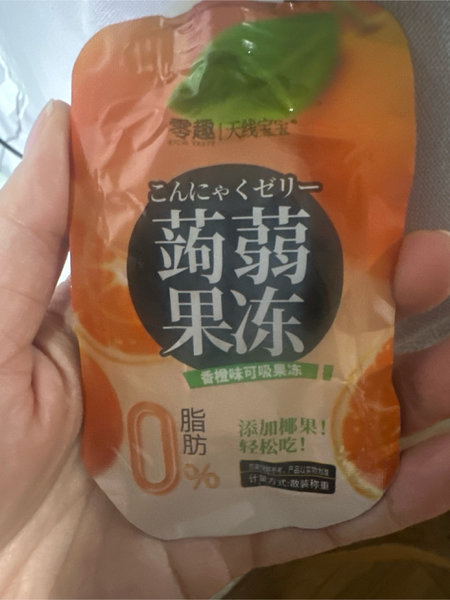 零趣|天线宝宝
こんにゃくゼリー
蒟蒻
果冻
香橙味可吸果冻
0%
脂肪
添加椰果!
轻松吃!
计量方式:散装称重